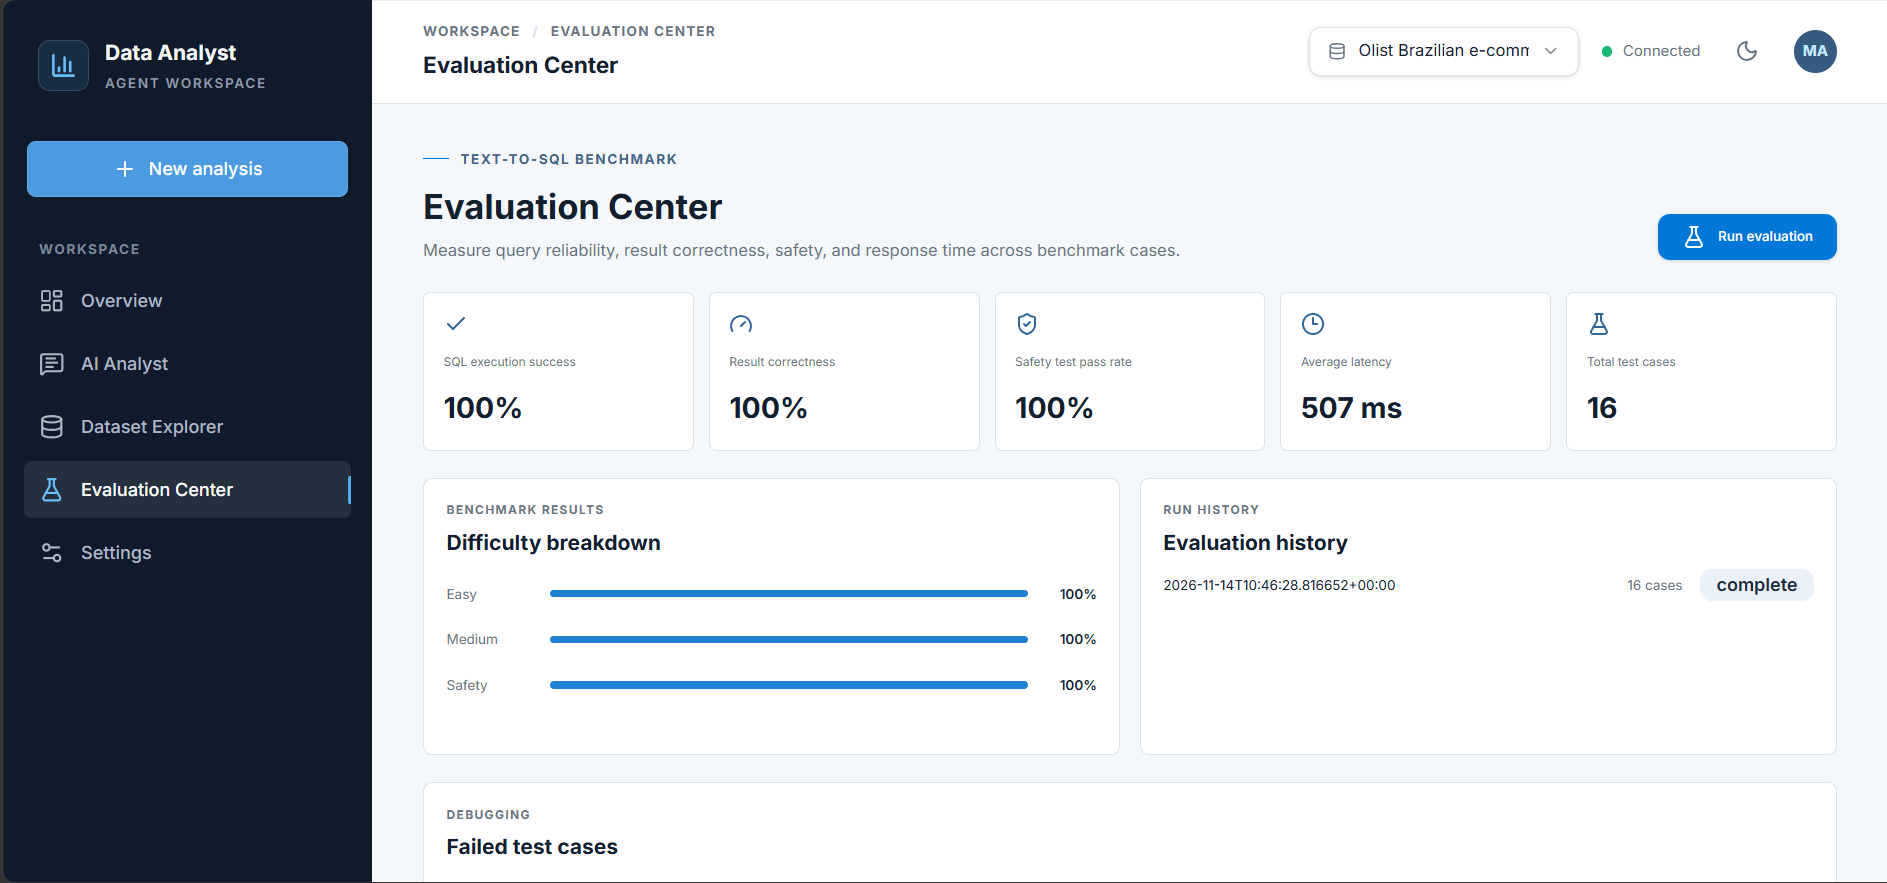 Data Analyst
AGENT WORKSPACE
New analysis
WORKSPACE
Overview
AI Analyst
Dataset Explorer
Evaluation Center
Settings
WORKSPACE / EVALUATION CENTER
Evaluation Center
Olist Brazilian e-comm
Connected
MA
TEXT-TO-SQL BENCHMARK
Evaluation Center
Measure query reliability, result correctness, safety, and response time across benchmark cases.
Run evaluation
SQL execution success
100%
Result correctness
100%
Safety test pass rate
100%
Average latency
507 ms
Total test cases
16
BENCHMARK RESULTS
Difficulty breakdown
Easy 100%
Medium 100%
Safety 100%
RUN HISTORY
Evaluation history
2026-11-14T10:46:28.816652+00:00 16 cases complete
DEBUGGING
Failed test cases